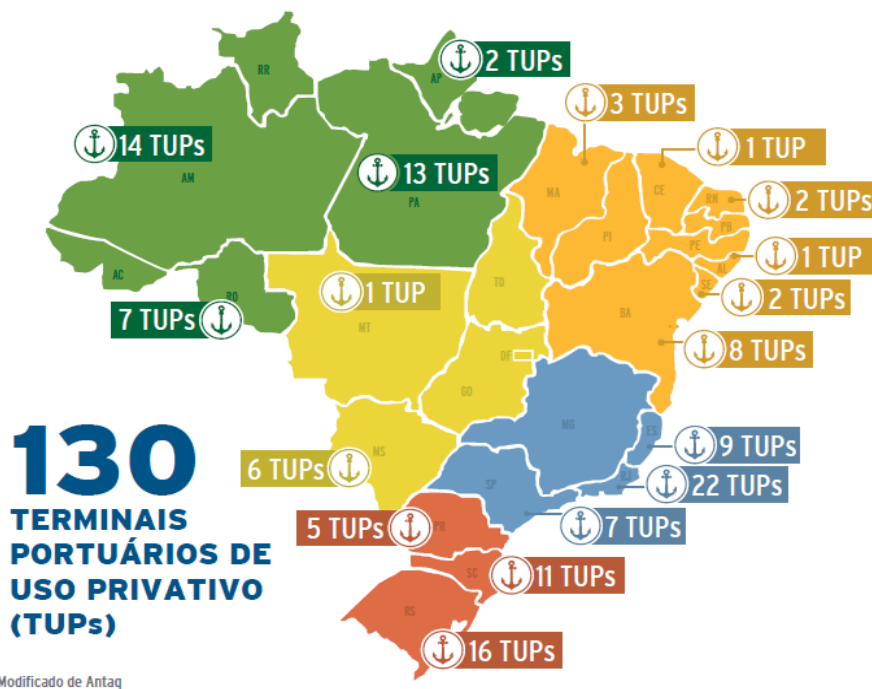 RR
AP
2 TUPs
3 TUPs
14 TUPs
AM
1 TUP
13 TUPs
PA
MA
CE
RN
2 TUPs
PB
PI
PE
AL
1 TUP
AC
RO
TO
SE
2 TUPs
1 TUP
7 TUPs
MT
BA
8 TUPs
DF
GO
MG
ES
9 TUPs
130
MS
6 TUPs
SP
RJ
22 TUPs
TERMINAIS
5 TUPs
PR
7 TUPs
PORTUÁRIOS DE
SC
11 TUPs
USO PRIVATIVO
RS
(TUPs)
16 TUPs
Modificado de Antaq